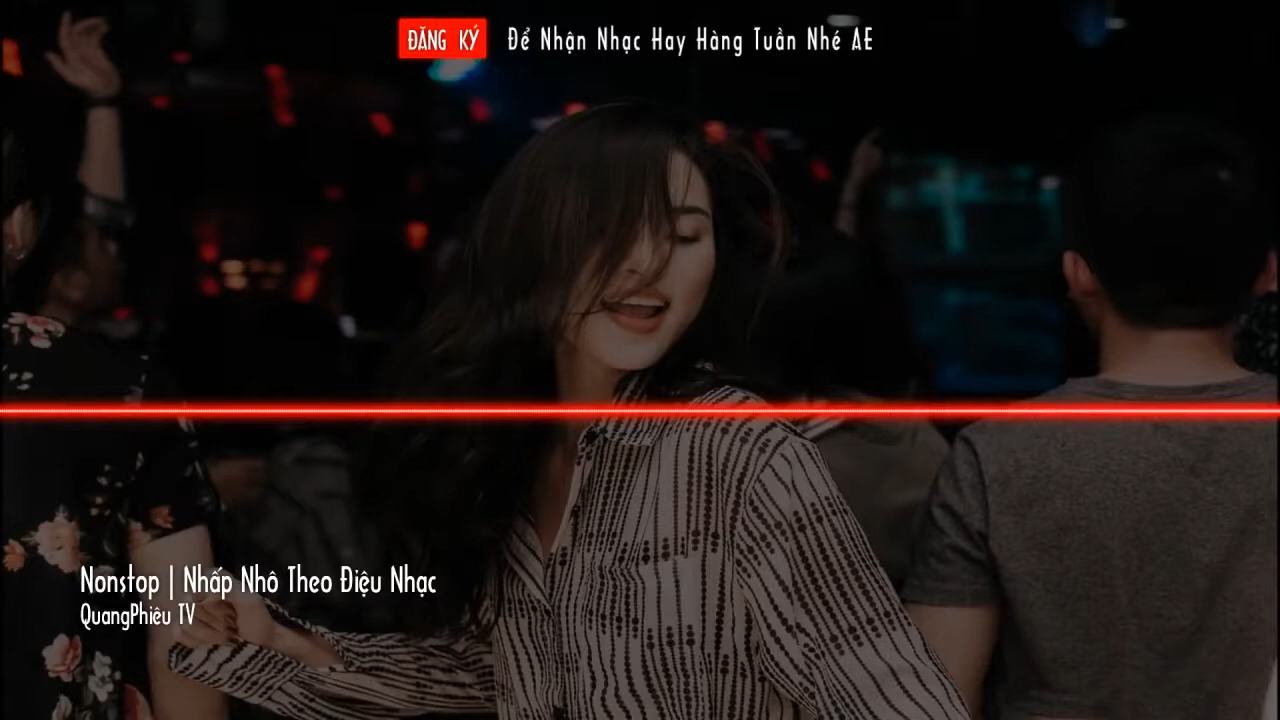 ĐĂNG KÝ Để Nhận Nhạc Hay Hàng Tuần Nhé AE
Nonstop | Nhấp Nhô Theo Điệu Nhạc
QuangPhiêu TV